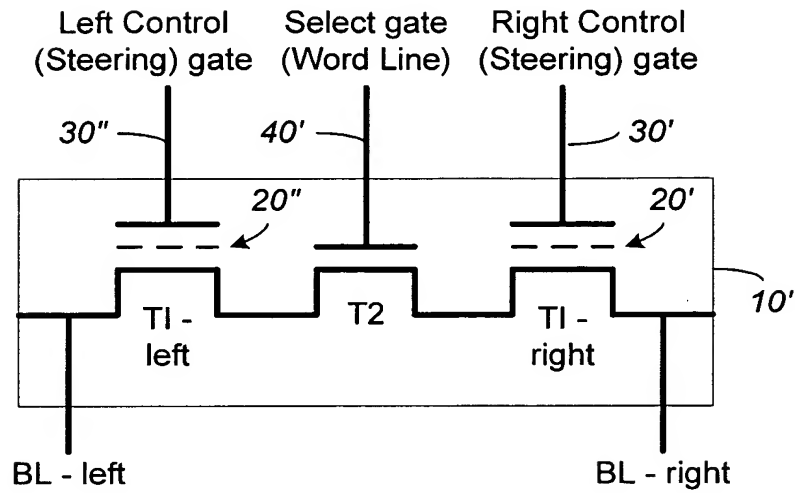 Left Control
(Steering) gate
Select gate
(Word Line)
Right Control
(Steering) gate
30"
40'
30'
20"
20'
10'
TI -
left
T2
TI -
right
BL - left
BL - right